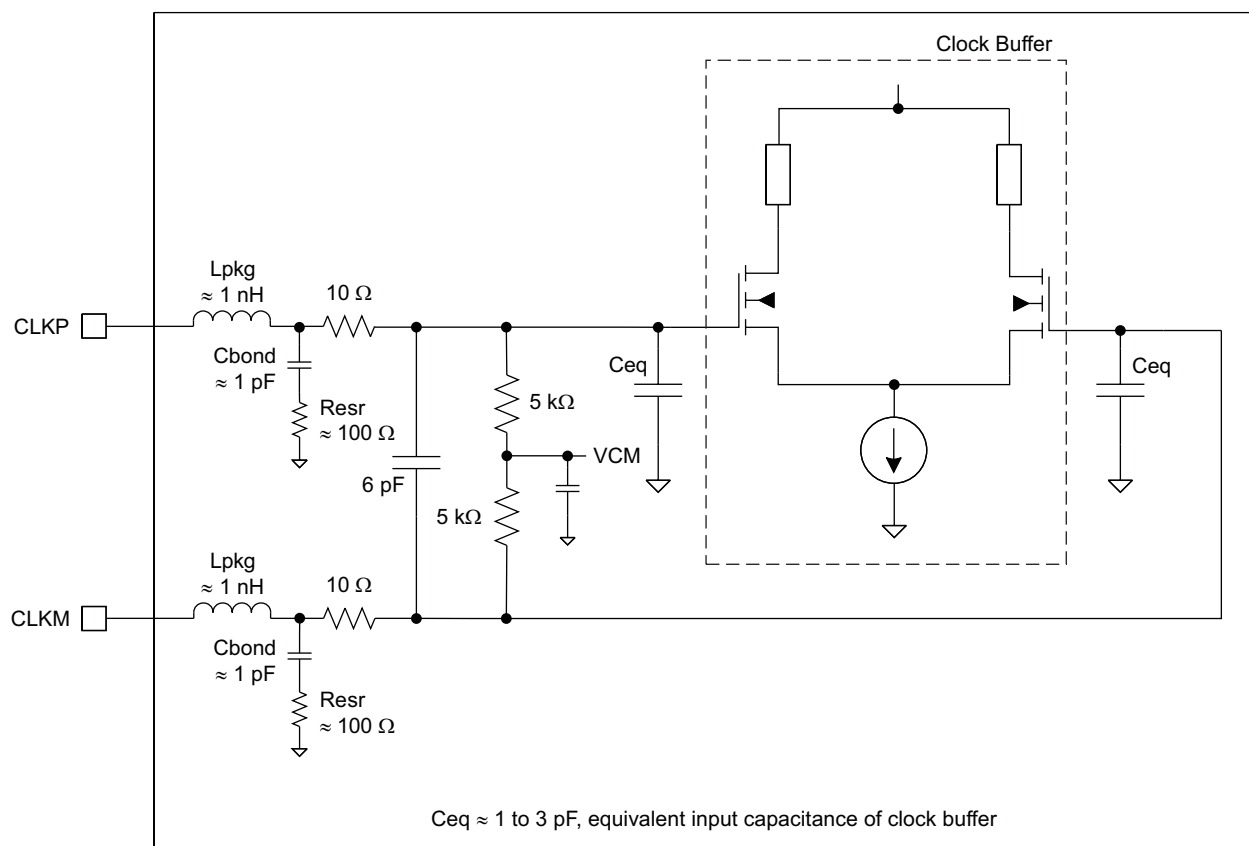 Clock Buffer
Lpkg
≈ 1 nH
10 Ω
CLKP
Cbond
≈ 1 pF
Resr
≈ 100 Ω
6 pF
5 kΩ
VCM
5 kΩ
Ceq
Ceq
Lpkg
≈ 1 nH
10 Ω
CLKM
Cbond
≈ 1 pF
Resr
≈ 100 Ω
Ceq ≈ 1 to 3 pF, equivalent input capacitance of clock buffer